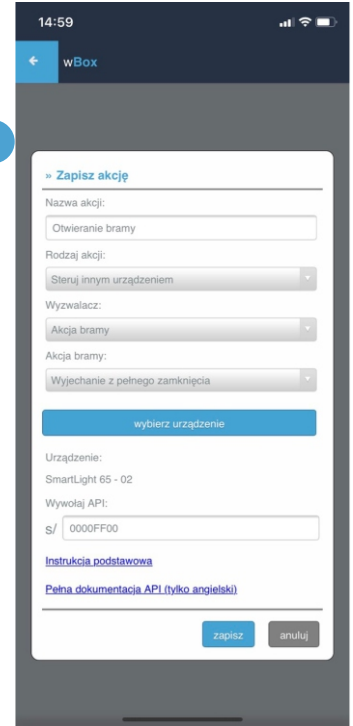 14:59
wBox
» Zapisz akcję
Nazwa akcji:
Otwieranie bramy
Rodzaj akcji:
Steruj innym urządzeniem
Wyzwalacz:
Akcja bramy
Akcja bramy:
Wyjechanie z pełnego zamknięcia
wybierz urządzenie
Urządzenie:
SmartLight 65 - 02
Wywołaj API:
s/ 0000FF00
Instrukcja podstawowa
Pełna dokumentacja API (tylko angielski)
zapisz anuluj